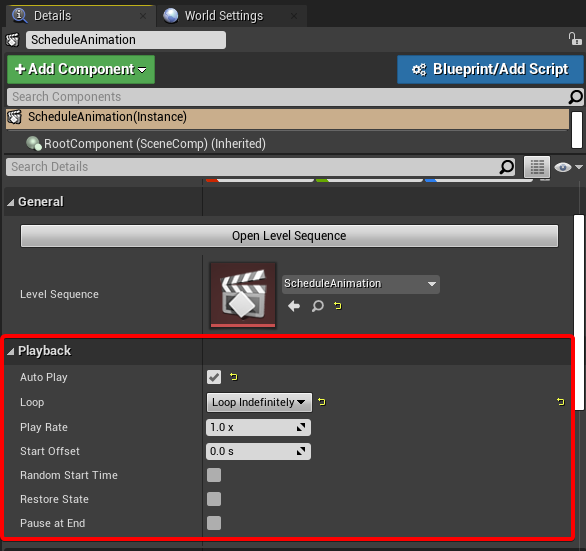 Details
World Settings
ScheduleAnimation
+ Add Component
Blueprint/Add Script
Search Components
ScheduleAnimation(Instance)
RootComponent (SceneComp) (Inherited)
Search Details
General
Open Level Sequence
Level Sequence
ScheduleAnimation
Playback
Auto Play
Loop
Loop Indefinitely
Play Rate
1.0 x
Start Offset
0.0 s
Random Start Time
Restore State
Pause at End